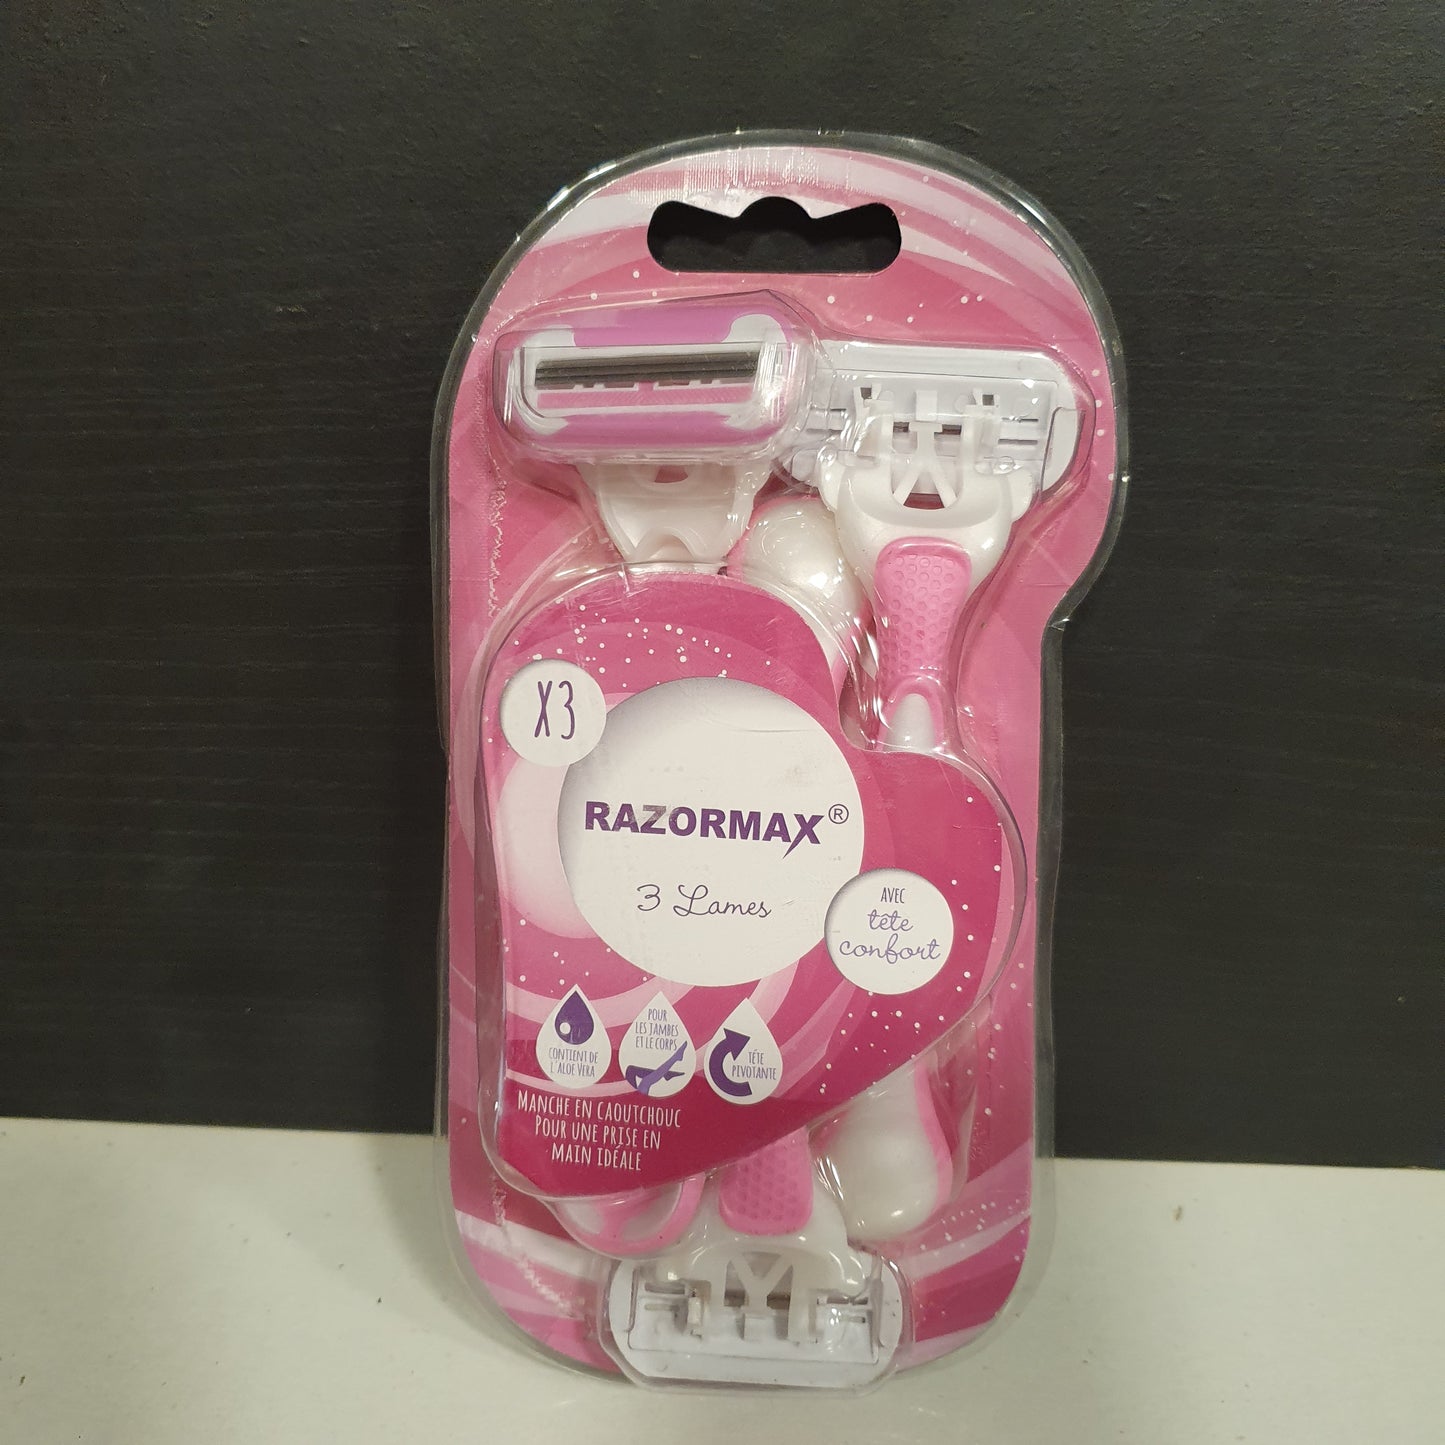 X3
RAZORMAX®
3 Lames
AVEC
tête
confort
CONTIENT DE
L'ALOE VERA
POUR
LES JAMBES
ET LE CORPS
TÊTE
PIVOTANTE
MANCHE EN CAOUTCHOUC
POUR UNE PRISE EN
MAIN IDÉALE